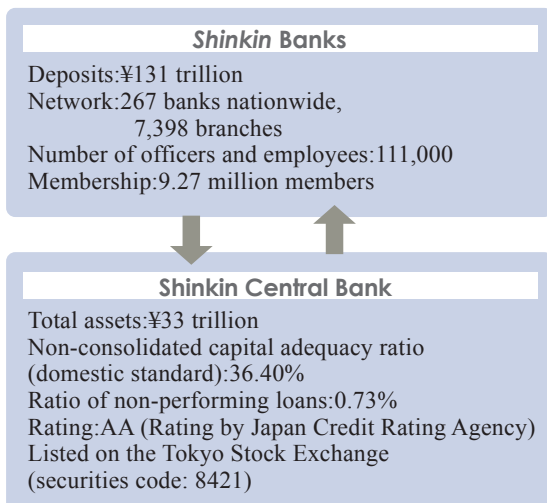 Shinkin Banks
Deposits:¥131 trillion
Network:267 banks nationwide,
7,398 branches
Number of officers and employees:111,000
Membership:9.27 million members
Shinkin Central Bank
Total assets:¥33 trillion
Non-consolidated capital adequacy ratio
(domestic standard):36.40%
Ratio of non-performing loans:0.73%
Rating:AA (Rating by Japan Credit Rating Agency)
Listed on the Tokyo Stock Exchange
(securities code: 8421)